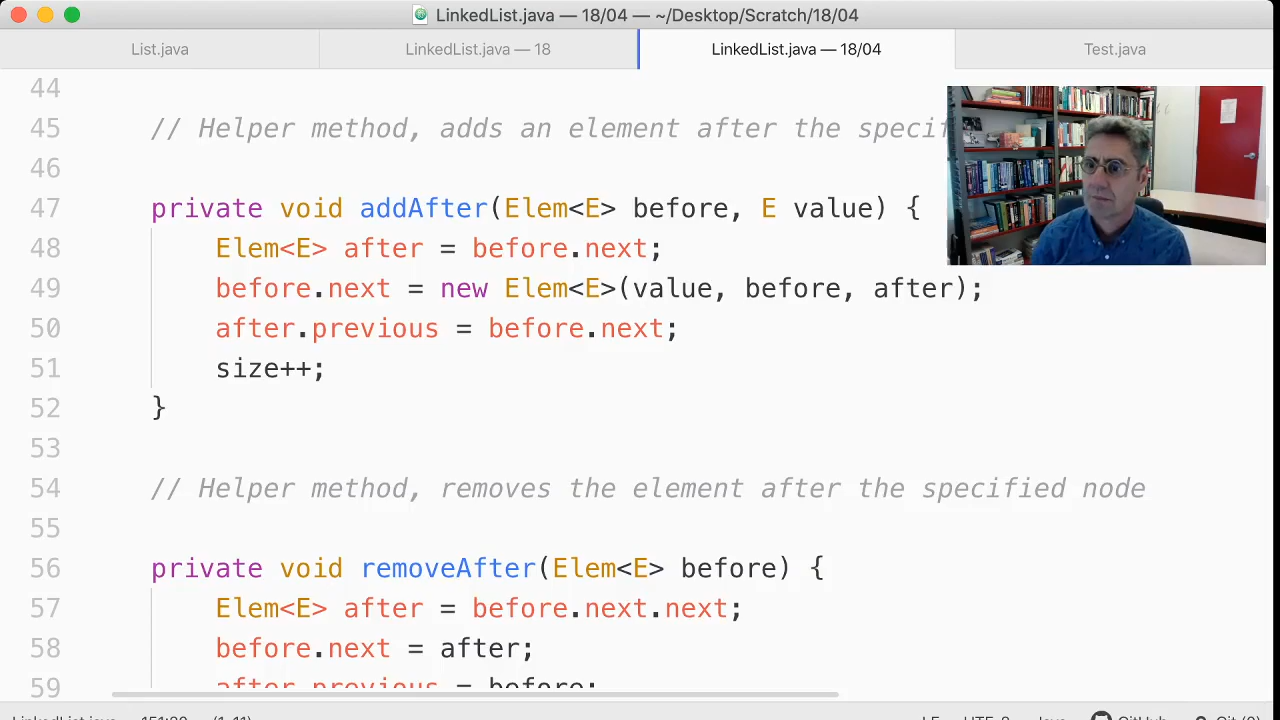 LinkedList.java — 18/04 — ~/Desktop/Scratch/18/04
List.java
LinkedList.java — 18
LinkedList.java — 18/04
Test.java
44
45 // Helper method, adds an element after the
46
47 private void addAfter(Elem<E> before, E value) {
48 Elem<E> after = before.next;
49 before.next = new Elem<E>(value, before, after);
50 after.previous = before.next;
51 size++;
52 }
53
54 // Helper method, removes the element after the specified node
55
56 private void removeAfter(Elem<E> before) {
57 Elem<E> after = before.next.next;
58 before.next = after;
59 after.previous = before;